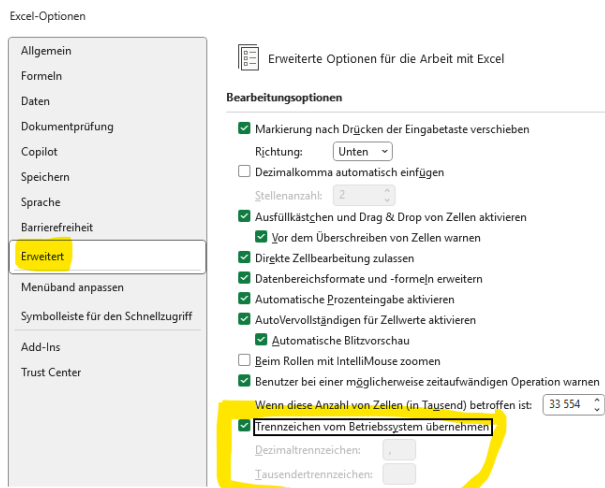 Excel-Optionen
Allgemein
Formeln
Daten
Dokumentprüfung
Copilot
Speichern
Sprache
Barrierefreiheit
Erweitert
Menüband anpassen
Symbolleiste für den Schnellzugriff
Add-Ins
Trust Center
Erweiterte Optionen für die Arbeit mit Excel
Bearbeitungsoptionen
Markierung nach Drücken der Eingabetaste verschieben
Richtung: Unten
Dezimalkomma automatisch einfügen
Stellenanzahl: 2
Ausfüllkästchen und Drag & Drop von Zellen aktivieren
Vor dem Überschreiben von Zellen warnen
Direkte Zellbearbeitung zulassen
Datenbereichsformate und -formeln erweitern
Automatische Prozenteingabe aktivieren
AutoVervollständigen für Zellwerte aktivieren
Automatische Blitzvorschau
Beim Rollen mit IntelliMouse zoomen
Benutzer bei einer möglicherweise zeitaufwändigen Operation warnen
Wenn diese Anzahl von Zellen (in Tausend) betroffen ist: 33 554
Trennzeichen vom Betriebssystem übernehmen
Dezimaltrennzeichen: ,
Tausendertrennzeichen: